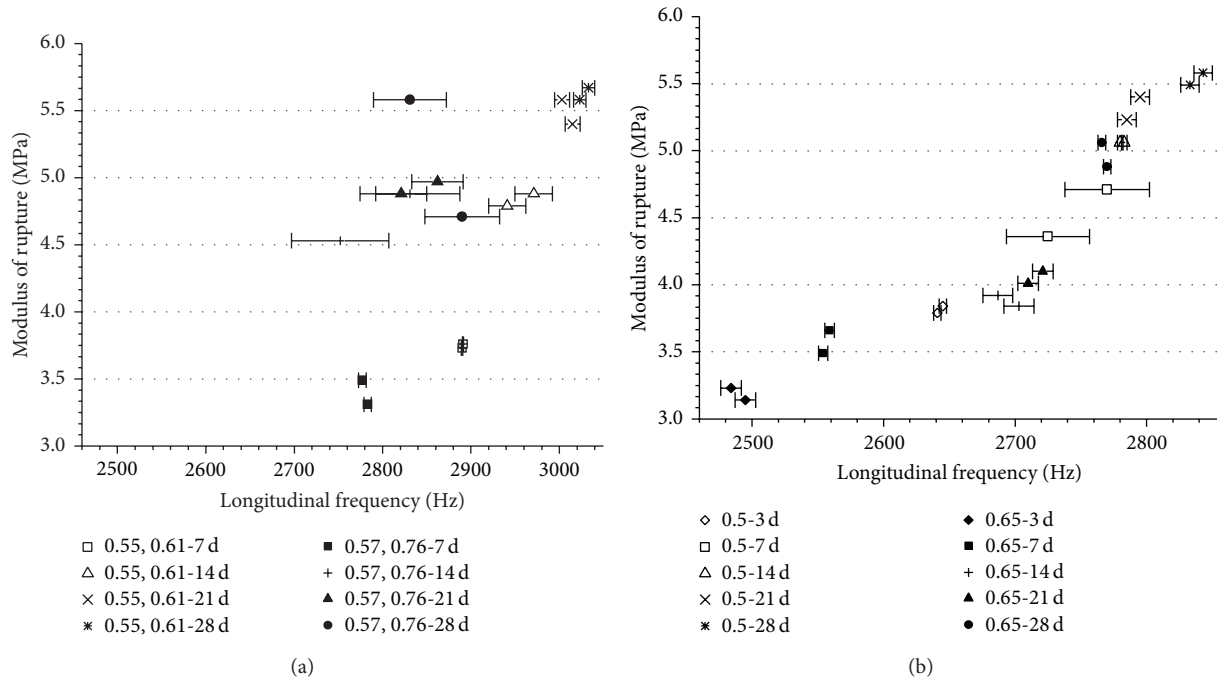 6.0
5.5
5.0
4.5
4.0
3.5
3.0
Modulus of rupture (MPa)
2500 2600 2700 2800 2900 3000
Longitudinal frequency (Hz)
0.55, 0.61-7 d
0.55, 0.61-14 d
0.55, 0.61-21 d
0.55, 0.61-28 d
0.57, 0.76-7 d
0.57, 0.76-14 d
0.57, 0.76-21 d
0.57, 0.76-28 d
(a)
6.0
5.5
5.0
4.5
4.0
3.5
3.0
Modulus of rupture (MPa)
2500 2600 2700 2800
Longitudinal frequency (Hz)
0.5-3 d
0.5-7 d
0.5-14 d
0.5-21 d
0.5-28 d
0.65-3 d
0.65-7 d
0.65-14 d
0.65-21 d
0.65-28 d
(b)